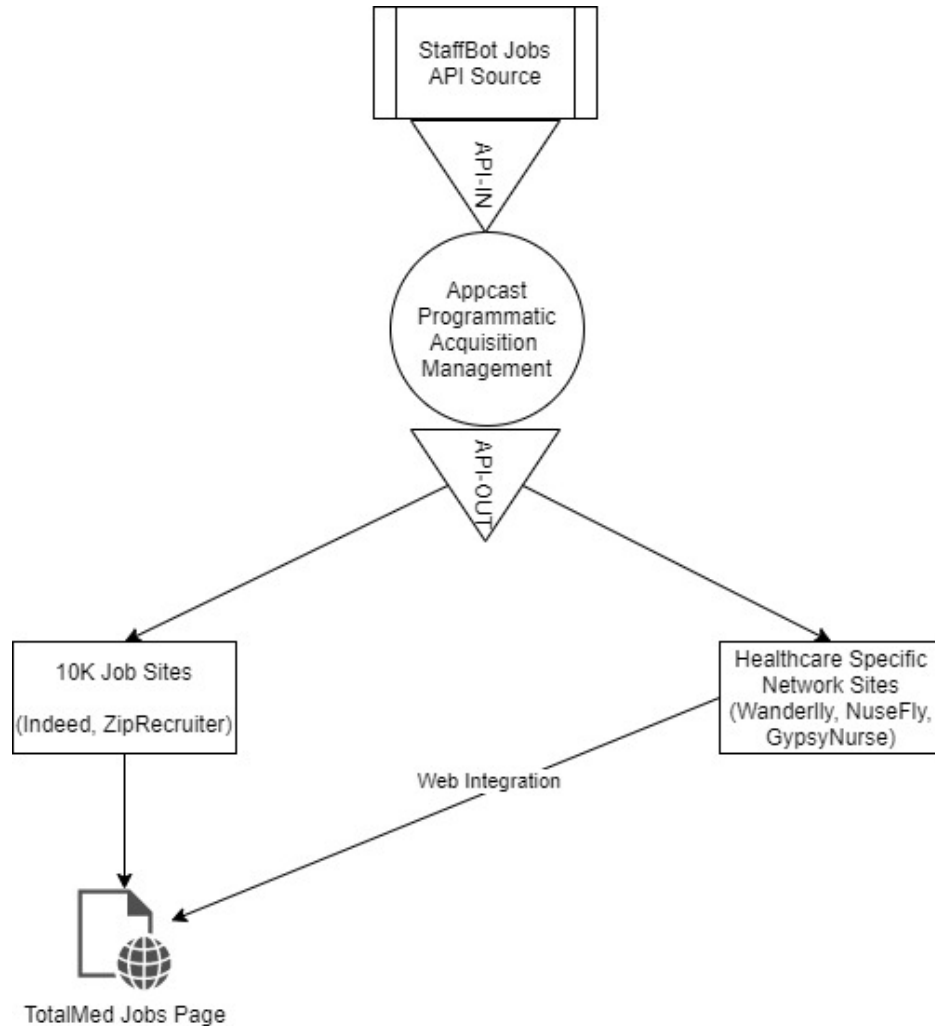 StaffBot Jobs
API Source
API-IN
Appcast
Programmatic
Acquisition
Management
API-OUT
10K Job Sites
(Indeed, ZipRecruiter)
Healthcare Specific
Network Sites
(Wanderlly, NuseFly,
GypsyNurse)
Web Integration
TotalMed Jobs Page